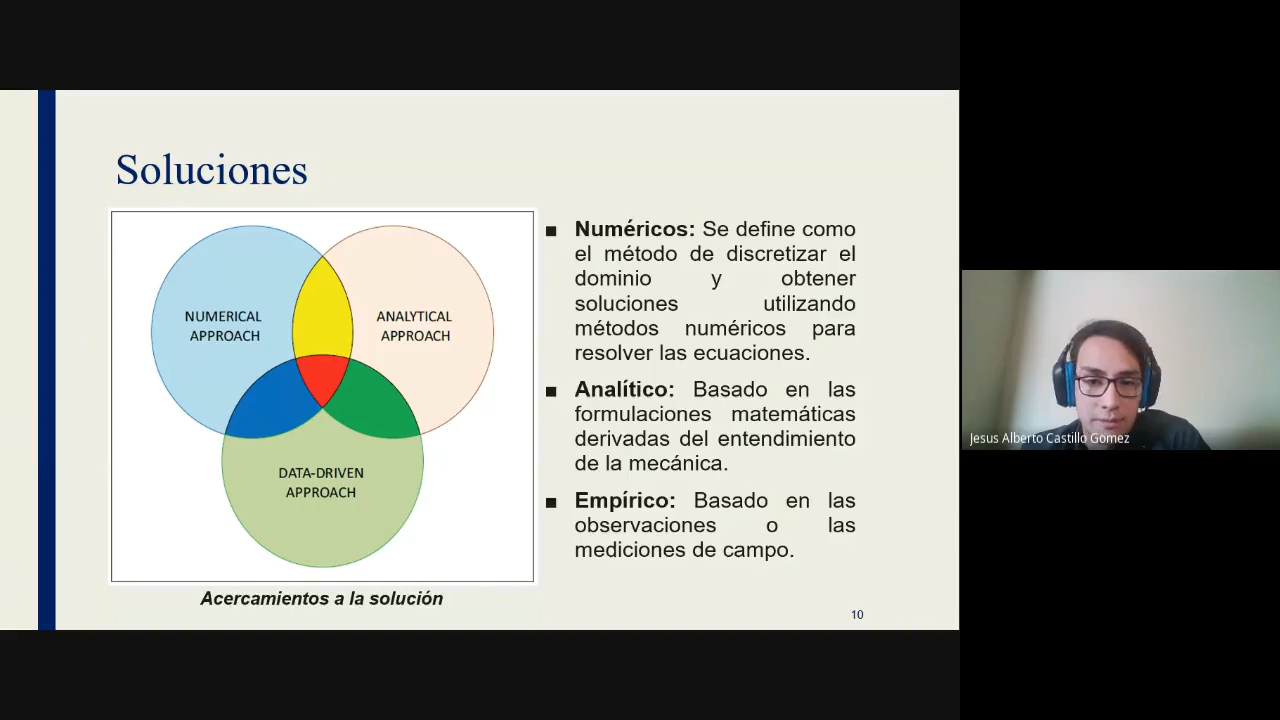 Soluciones
NUMERICAL
APPROACH
ANALYTICAL
APPROACH
DATA-DRIVEN
APPROACH
Acercamientos a la solución
■ Numéricos: Se define como
el método de discretizar el
dominio y obtener
soluciones utilizando
métodos numéricos para
resolver las ecuaciones.
■ Analítico: Basado en las
formulaciones matemáticas
derivadas del entendimiento
de la mecánica.
■ Empírico: Basado en las
observaciones o las
mediciones de campo.
10
Jesus Alberto Castillo Gomez